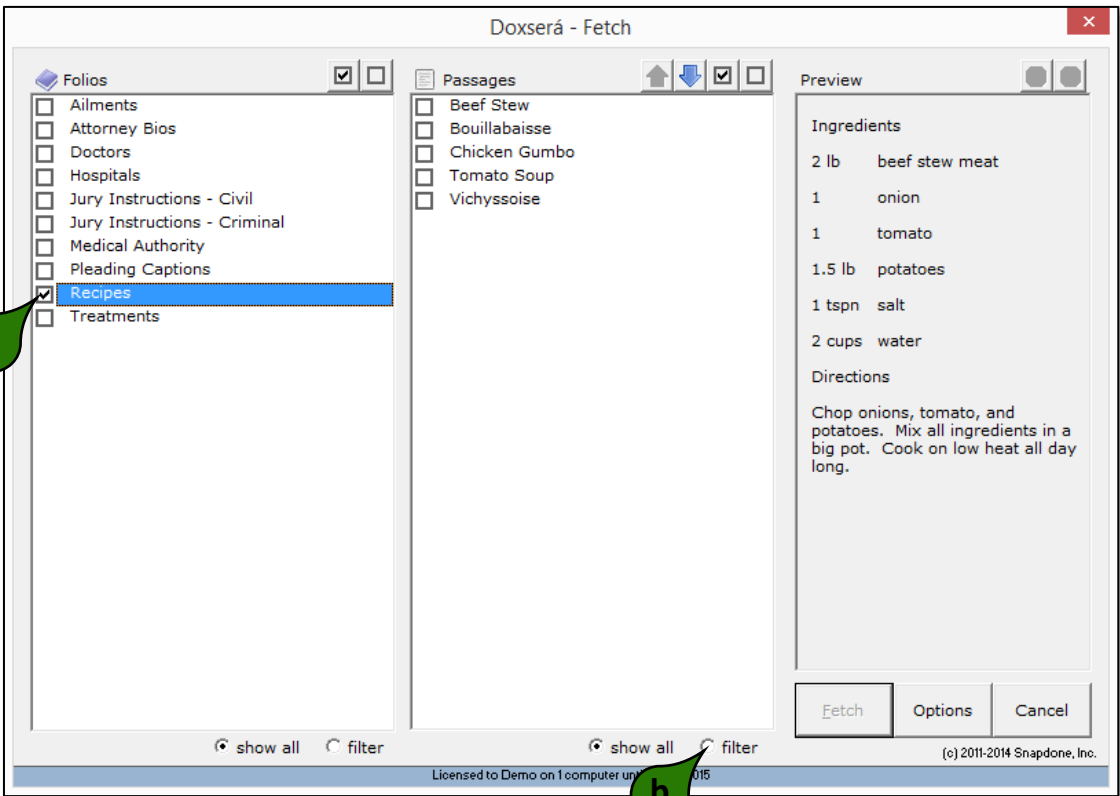 Doxserá - Fetch
Folios
Ailments
Attorney Bios
Doctors
Hospitals
Jury Instructions - Civil
Jury Instructions - Criminal
Medical Authority
Pleading Captions
Recipes
Treatments
show all filter
Passages
Beef Stew
Bouillabaisse
Chicken Gumbo
Tomato Soup
Vichyssoise
show all filter
Preview
Ingredients
2 lb beef stew meat
1 onion
1 tomato
1.5 lb potatoes
1 tspn salt
2 cups water
Directions
Chop onions, tomato, and
potatoes. Mix all ingredients in a
big pot. Cook on low heat all day
long.
Fetch Options Cancel
(c) 2011-2014 Snapdone, Inc.
Licensed to Demo on 1 computer
b